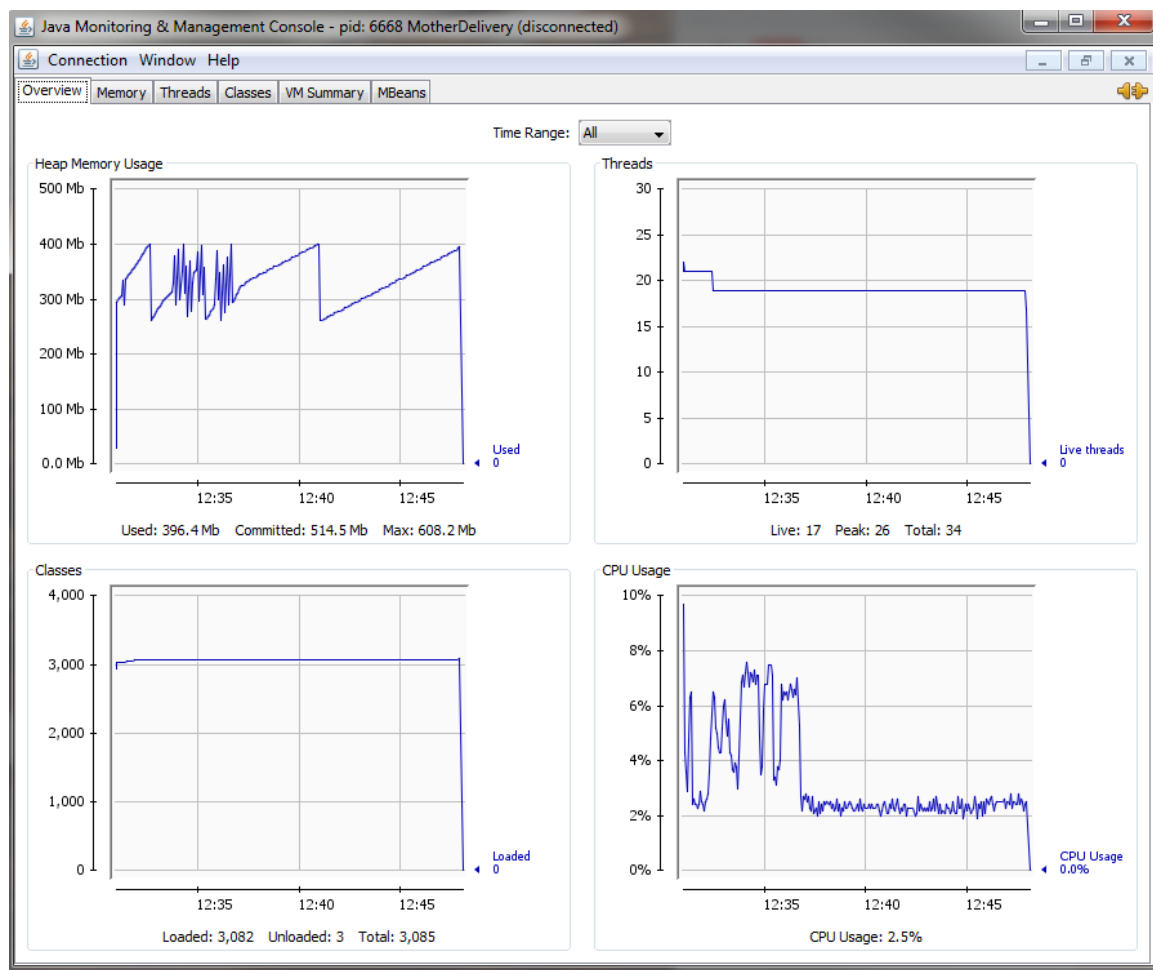 Java Monitoring & Management Console - pid: 6668 MotherDelivery (disconnected)
Connection Window Help
Overview Memory Threads Classes VM Summary MBeans
Time Range: All
Heap Memory Usage
500 Mb
400 Mb
300 Mb
200 Mb
100 Mb
0.0 Mb
Used
0
12:35 12:40 12:45
Used: 396.4 Mb Committed: 514.5 Mb Max: 608.2 Mb
Threads
30
25
20
15
10
5
0
Live threads
0
12:35 12:40 12:45
Live: 17 Peak: 26 Total: 34
Classes
4,000
3,000
2,000
1,000
0
Loaded
0
12:35 12:40 12:45
Loaded: 3,082 Unloaded: 3 Total: 3,085
CPU Usage
10%
8%
6%
4%
2%
0%
CPU Usage
0.0%
12:35 12:40 12:45
CPU Usage: 2.5%